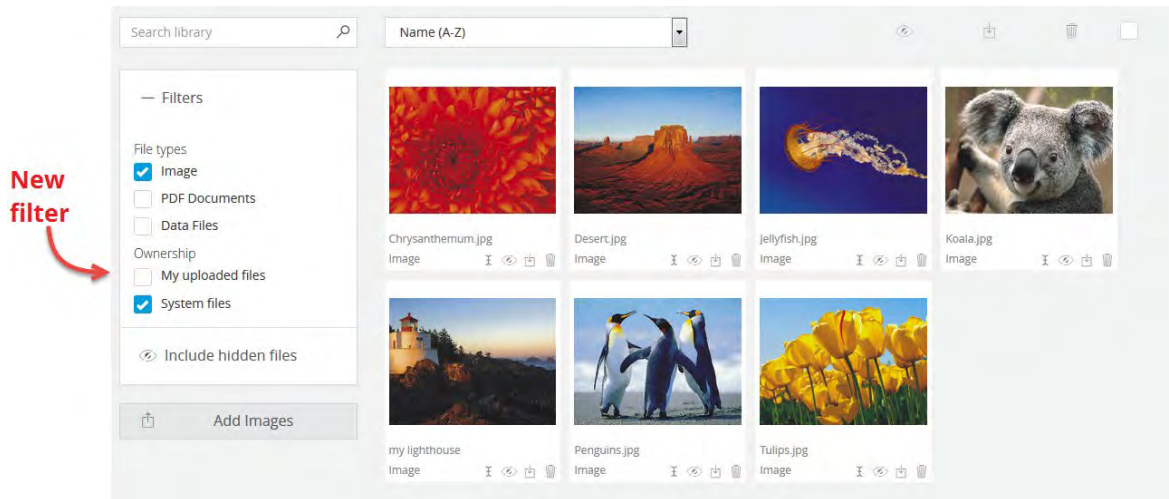 Search library
Name (A-Z)
Filters
File types
Image
PDF Documents
Data Files
Ownership
My uploaded files
System files
Include hidden files
Add Images
New
filter
Chrysanthemum.jpg
Image
Desert.jpg
Image
Jellyfish.jpg
Image
Koala.jpg
Image
my lighthouse
Image
Penguins.jpg
Image
Tulips.jpg
Image